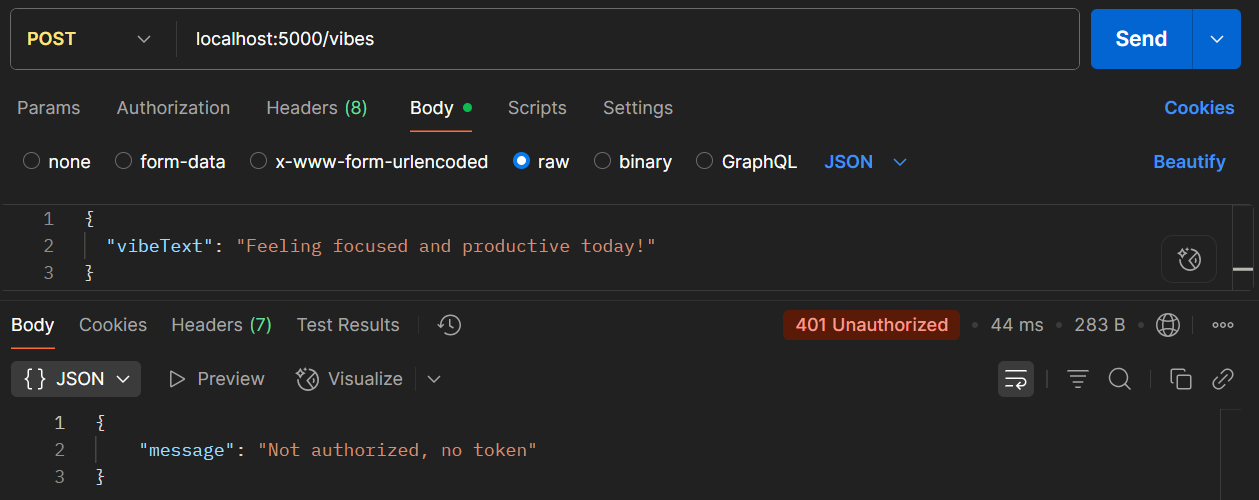 POST localhost:5000/vibes Send
Params Authorization Headers (8) Body Scripts Settings Cookies
none form-data x-www-form-urlencoded raw binary GraphQL JSON Beautify
1 {
2 "vibeText": "Feeling focused and productive today!"
3 }
Body Cookies Headers (7) Test Results 401 Unauthorized 44 ms 283 B
{} JSON Preview Visualize
1 {
2 "message": "Not authorized, no token"
3 }